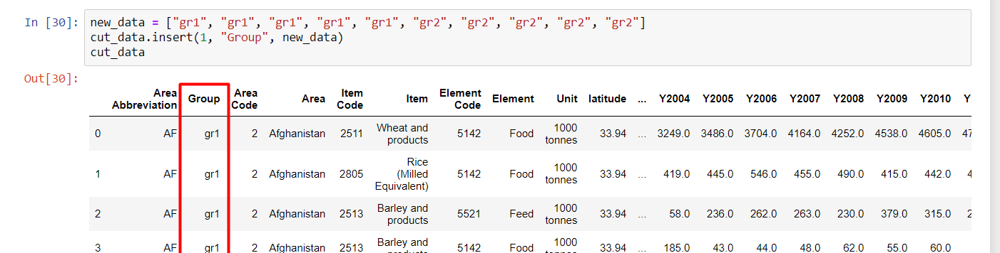 In [30]: new_data = ["gr1", "gr1", "gr1", "gr1", "gr1", "gr2", "gr2", "gr2", "gr2", "gr2"]
cut_data.insert(1, "Group", new_data)
cut_data
Out[30]:
Area Abbreviation Group Area Code Area Item Code Item Element Code Element Unit latitude ... Y2004 Y2005 Y2006 Y2007 Y2008 Y2009 Y2010
0 AF gr1 2 Afghanistan 2511 Wheat and products 5142 Food 1000 tonnes 33.94 ... 3249.0 3486.0 3704.0 4164.0 4252.0 4538.0 4605.0
1 AF gr1 2 Afghanistan 2805 Rice (Milled Equivalent) 5142 Food 1000 tonnes 33.94 ... 419.0 445.0 546.0 455.0 490.0 415.0 442.0
2 AF gr1 2 Afghanistan 2513 Barley and products 5521 Feed 1000 tonnes 33.94 ... 58.0 236.0 262.0 263.0 230.0 379.0 315.0
3 AF gr1 2 Afghanistan 2513 Barley and products 5142 Food 1000 tonnes 33.94 ... 185.0 43.0 44.0 48.0 62.0 55.0 60.0